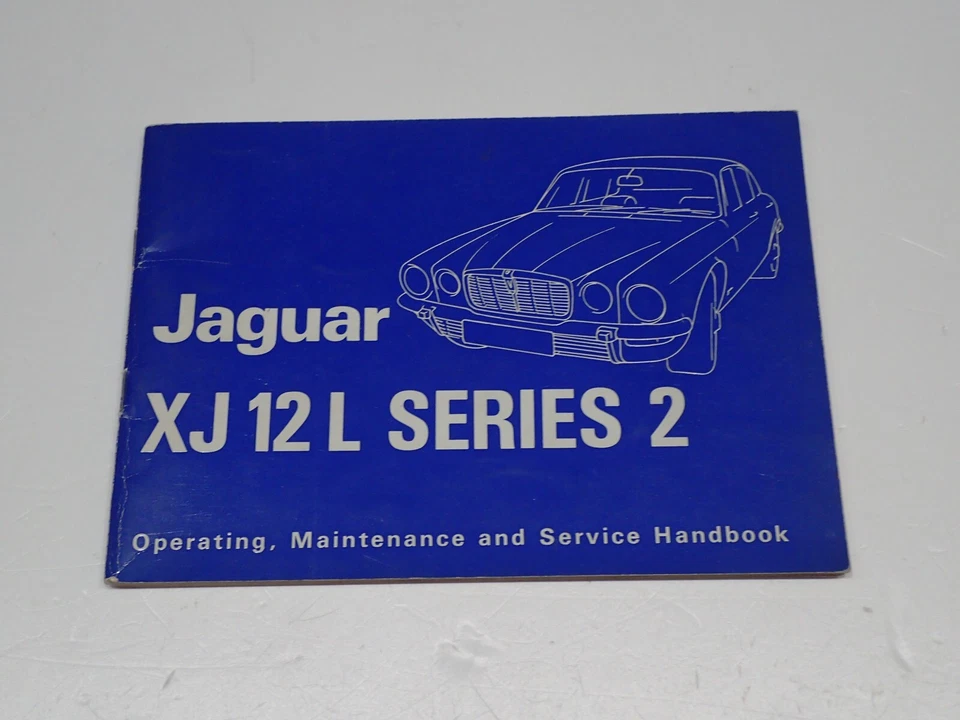 Jaguar
XJ 12 L SERIES 2
Operating, Maintenance and Service Handbook